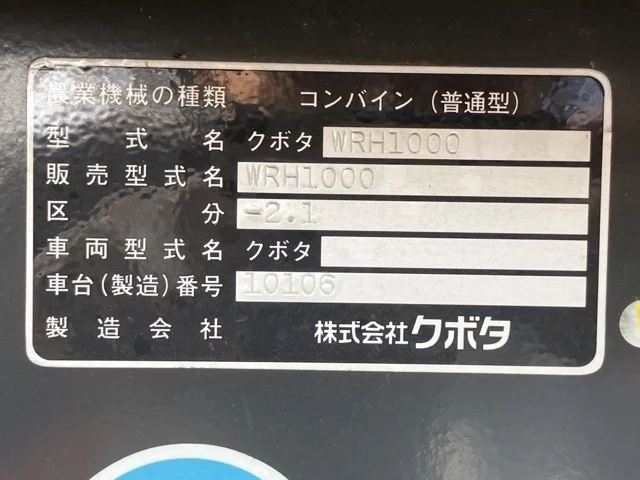 農業機械の種類 コンバイン(普通型)
型式名 クボタ WRH1000
販売型式名 WRH1000
区分 -2.1
車両型式名 クボタ
車台(製造)番号 10106
製造会社 株式会社クボタ